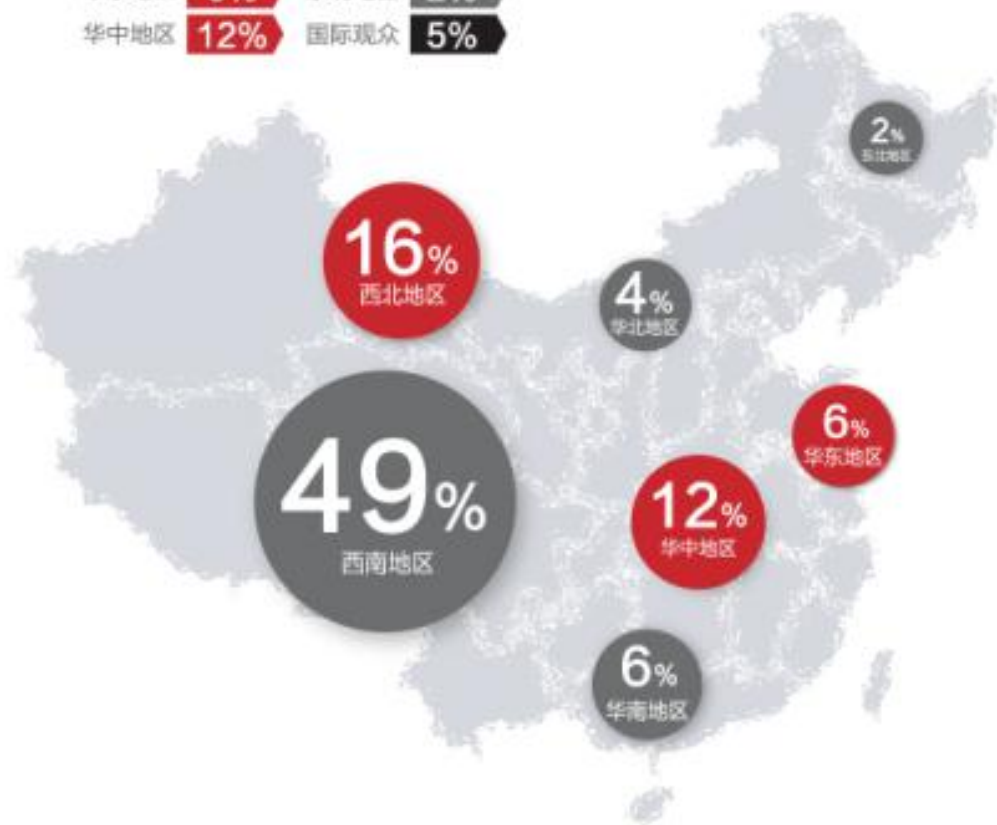 华中地区 12% 国际观众 5%
2%
东北地区
16%
西北地区
4%
华北地区
6%
华东地区
49%
西南地区
12%
华中地区
6%
华南地区